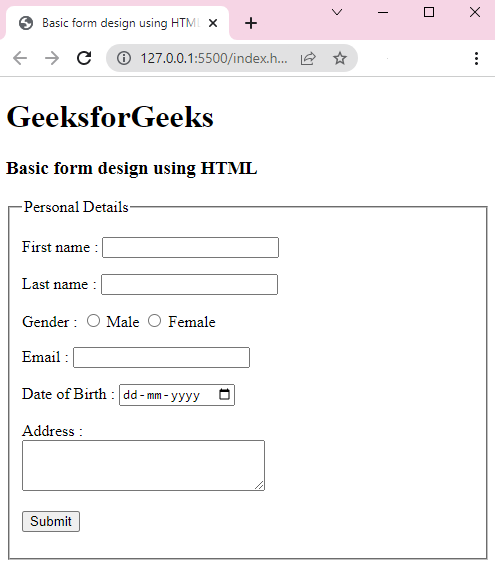 Basic form design using HTM
127.0.0.1:5500/index.h...
GeeksforGeeks
Basic form design using HTML
Personal Details
First name :
Last name :
Gender : Male Female
Email :
Date of Birth : dd-mm-yyyy
Address :
Submit